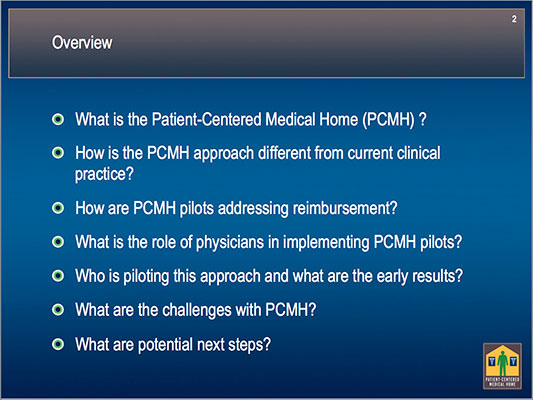 2
Overview
What is the Patient-Centered Medical Home (PCMH) ?
How is the PCMH approach different from current clinical
practice?
How are PCMH pilots addressing reimbursement?
What is the role of physicians in implementing PCMH pilots?
Who is piloting this approach and what are the early results?
What are the challenges with PCMH?
What are potential next steps?
PATIENT-CENTERED
MEDICAL HOME